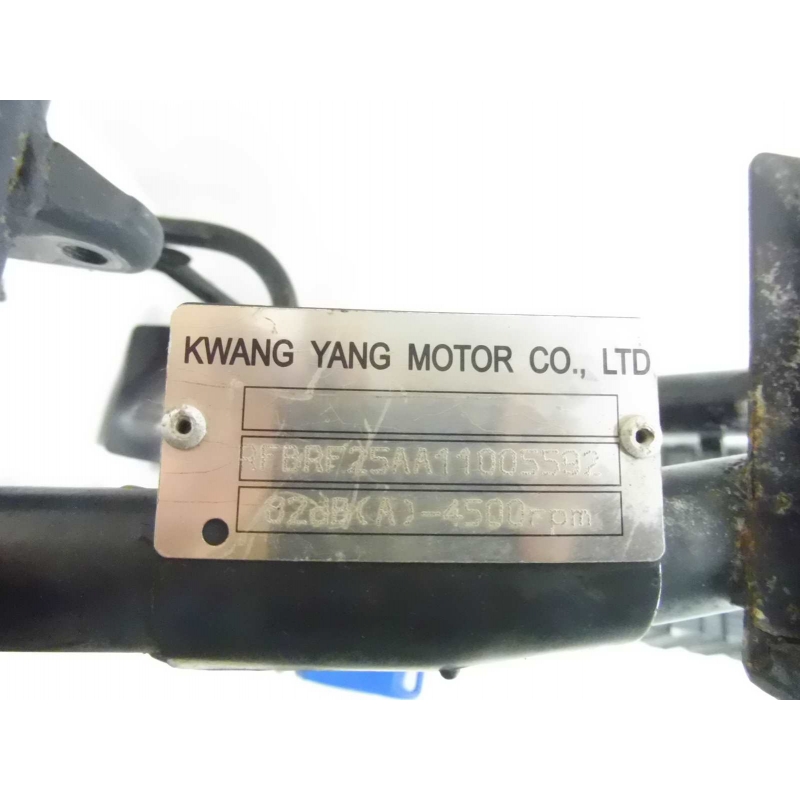 KWANG YANG MOTOR CO., LTD
RFBRF25AA11005592
82dB(A)-4500rpm